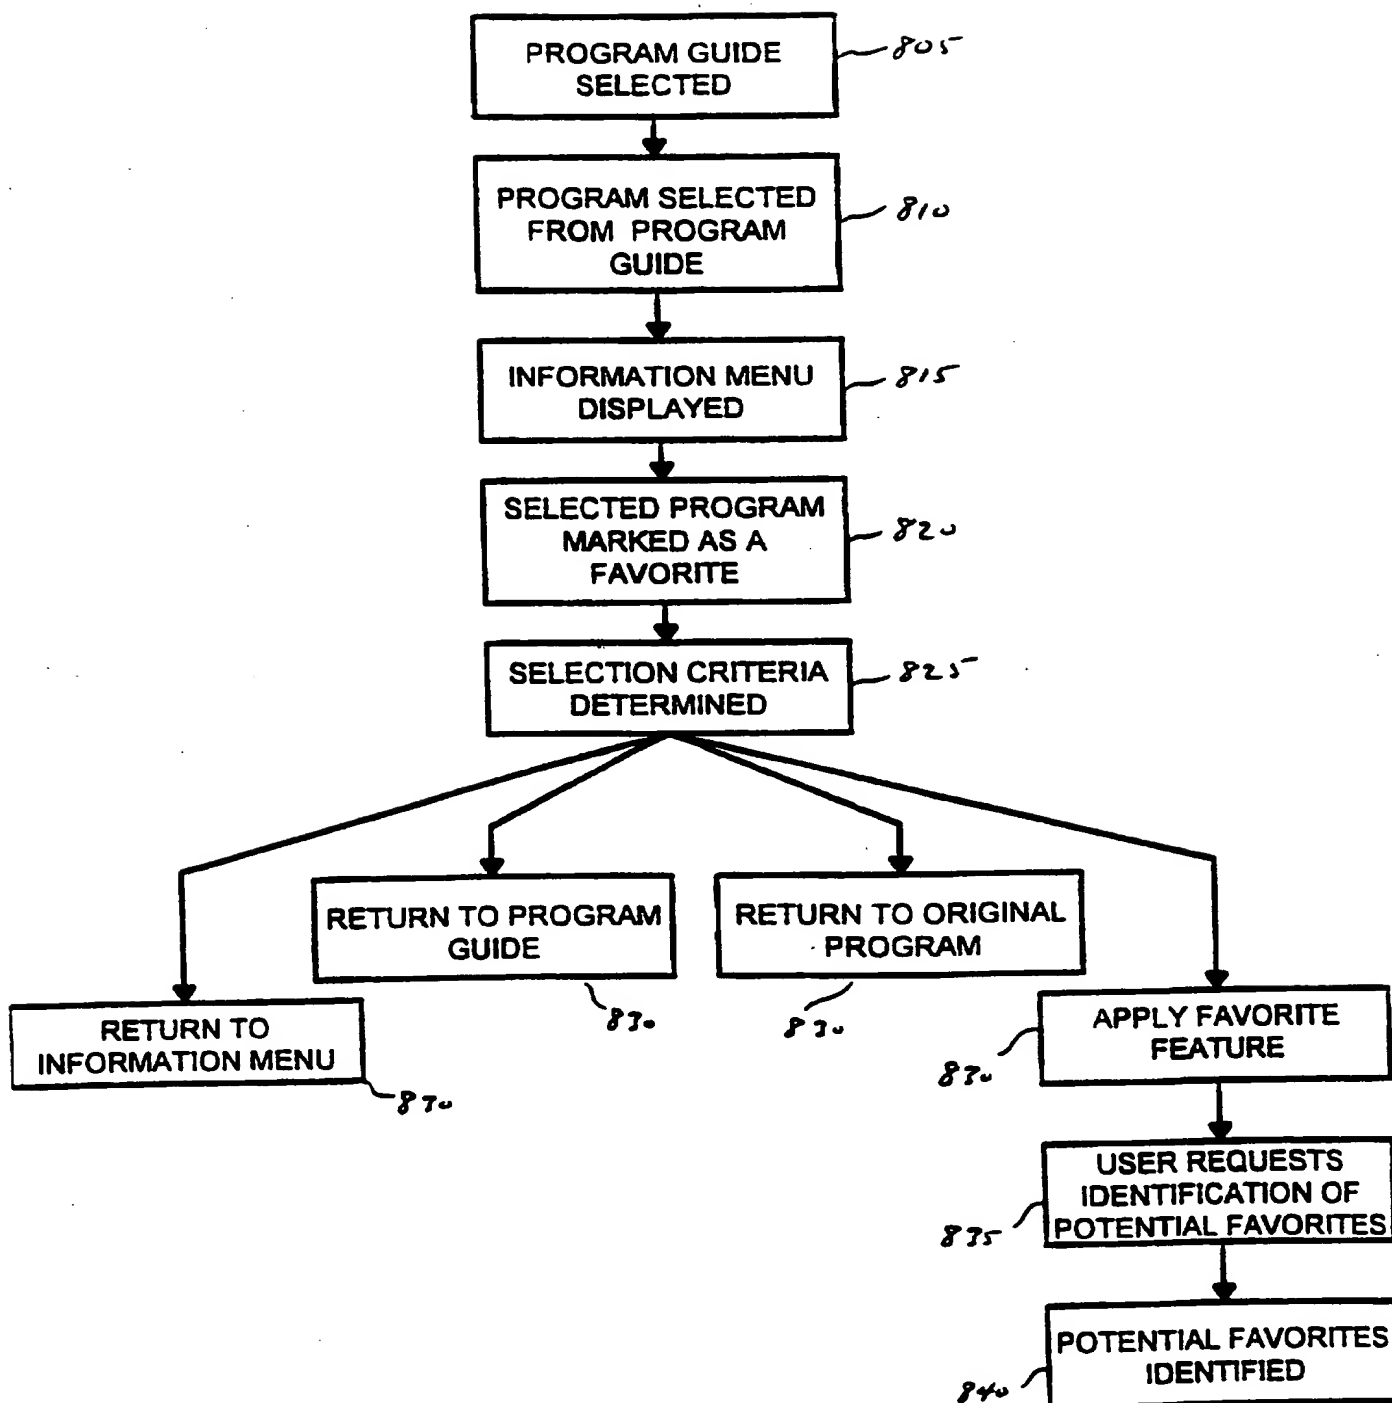 PROGRAM GUIDE
SELECTED
805
PROGRAM SELECTED
FROM PROGRAM
GUIDE
810
INFORMATION MENU
DISPLAYED
815
SELECTED PROGRAM
MARKED AS A
FAVORITE
820
SELECTION CRITERIA
DETERMINED
825
RETURN TO PROGRAM
GUIDE
830
RETURN TO ORIGINAL
PROGRAM
830
RETURN TO
INFORMATION MENU
830
APPLY FAVORITE
FEATURE
830
USER REQUESTS
IDENTIFICATION OF
POTENTIAL FAVORITES
835
POTENTIAL FAVORITES
IDENTIFIED
840